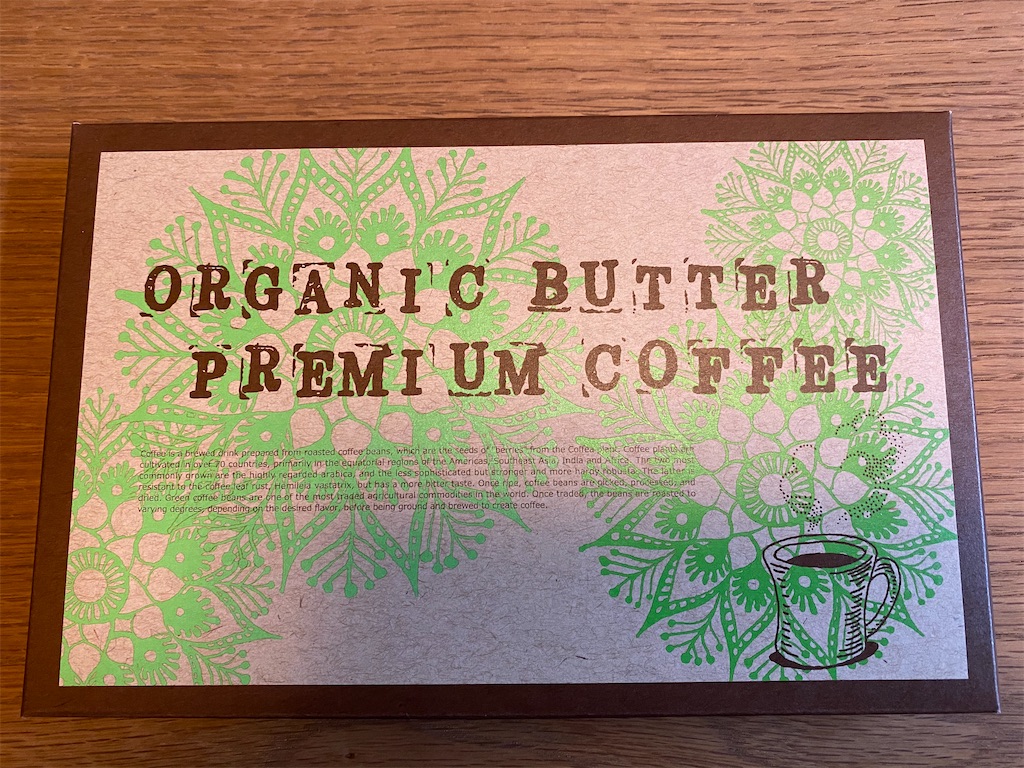 ORGANIC BUTTER
PREMIUM COFFEE
Coffee is a brewed drink prepared from roasted coffee beans, which are the seeds of "berries" from the Coffea plant. Coffee plants are
cultivated in over 70 countries, primarily in the equatorial regions of the Americas, Southeast Asia, India and Africa. The two most
commonly grown are the highly regarded arabica, and the less sophisticated but stronger and more hardy robusta. The latter is
resistant to the coffee leaf rust, Hemileia vastatrix, but has a more bitter taste. Once ripe, coffee beans are picked, processed, and
dried. Green coffee beans are one of the most traded agricultural commodities in the world. Once traded, the beans are roasted to
varying degrees, depending on the desired flavor, before being ground and brewed to create coffee.